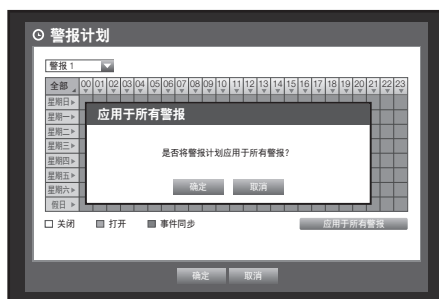 警报计划
警报 1
全部 00 01 02 03 04 05 06 07 08 09 10 11 12 13 14 15 16 17 18 19 20 21 22 23
星期日
星期一
星期二
星期三
星期四
星期五
星期六
假日
应用于所有警报
是否将警报计划应用于所有警报?
确定 取消
关闭 打开 事件同步 应用于所有警报
确定 取消